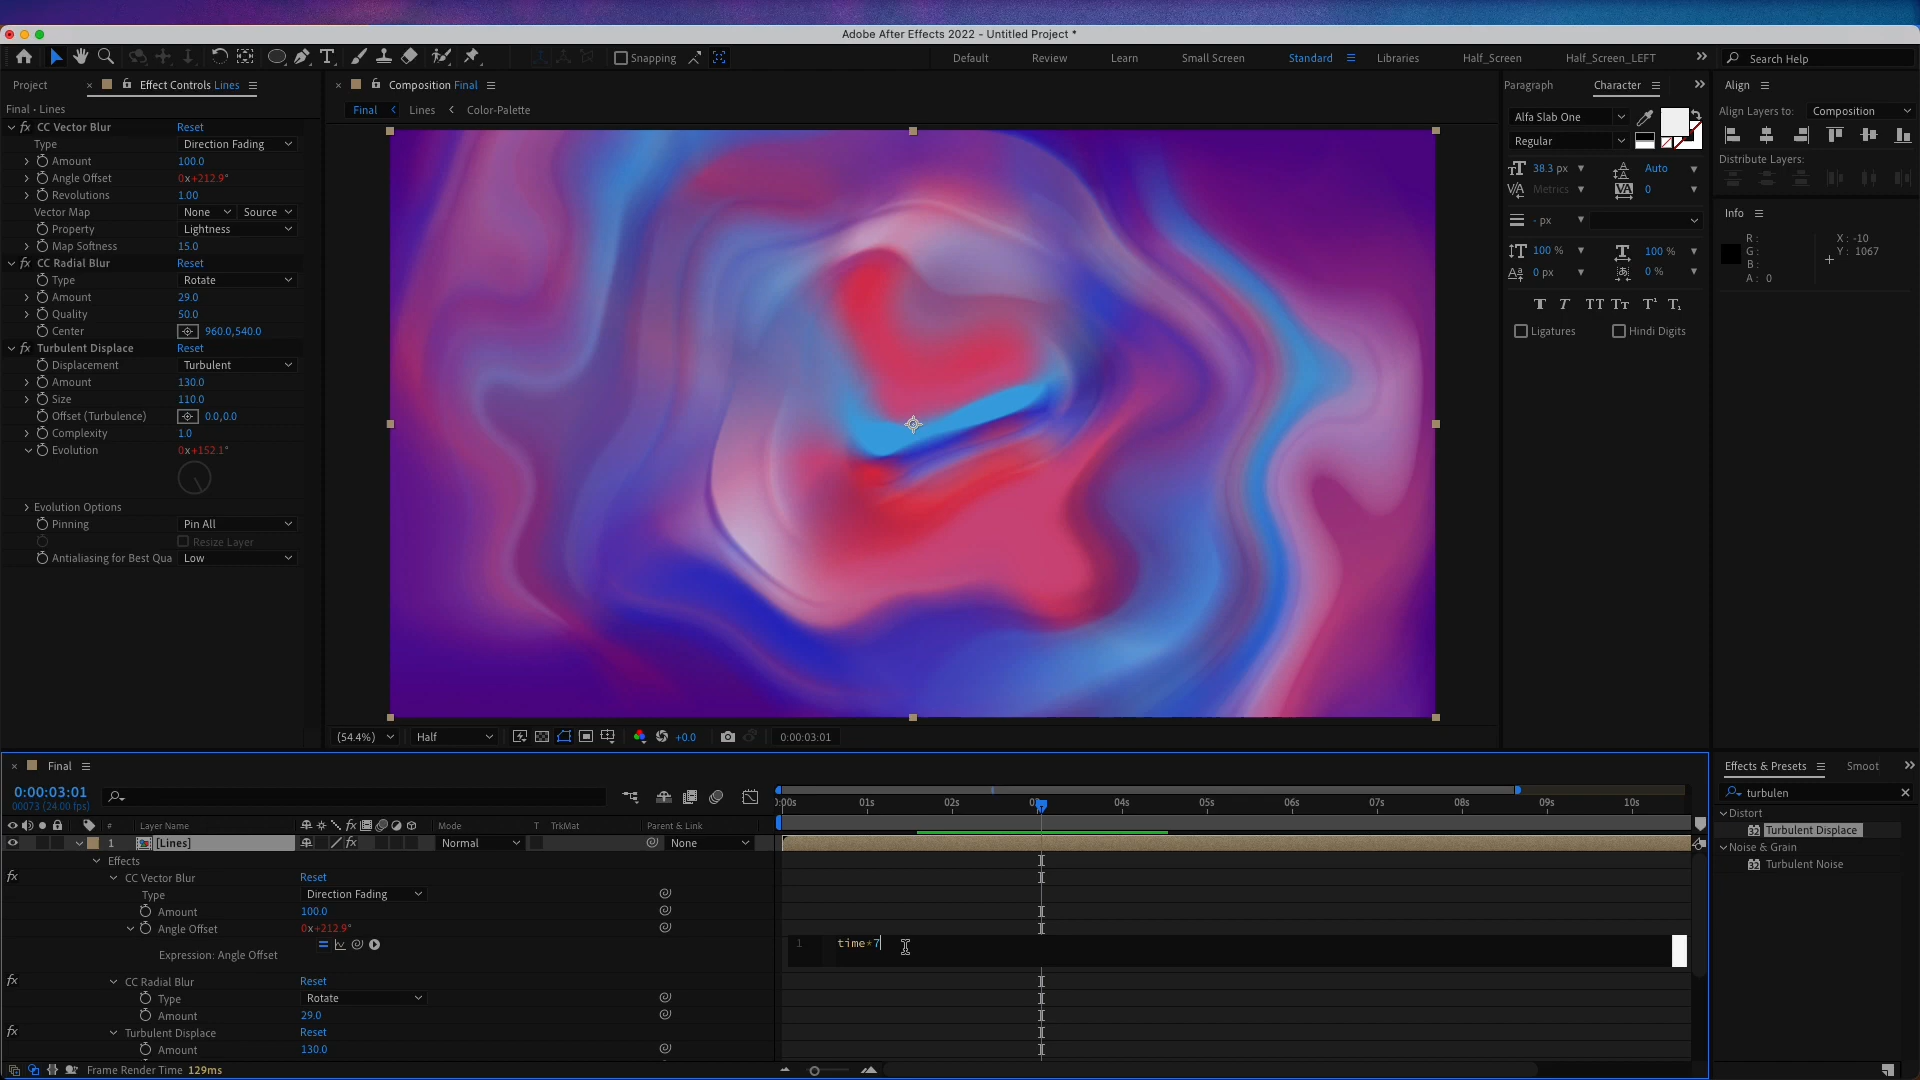 Adobe After Effects 2022 - Untitled Project *
Snapping
Default Review Learn Small Screen Standard Libraries Half_Screen Half_Screen_LEFT Search Help
Project Effect Controls Lines
Final • Lines
CC Vector Blur Reset
Type Direction Fading
Amount 100.0
Angle Offset 0x+212.9°
Revolutions 1.00
Vector Map None Source
Property Lightness
Map Softness 15.0
CC Radial Blur Reset
Type Rotate
Amount 29.0
Quality 50.0
Center 960.0,540.0
Turbulent Displace Reset
Displacement Turbulent
Amount 130.0
Size 110.0
Offset (Turbulence) 0.0,0.0
Complexity 1.0
Evolution 0x+152.1°
Evolution Options
Pinning Pin All
Resize Layer
Antialiasing for Best Qua Low
Composition Final
Final Lines Color-Palette
(54.4%) Half +0.0 0:00:03:01
Paragraph Character
Alfa Slab One
Regular
38.3 px Auto
Metrics 0
- px
100 % 100 %
0 px 0 %
Ligatures Hindi Digits
Align
Align Layers to: Composition
Distribute Layers:
Info
R : X : -10
G : Y : 1067
B :
A : 0
Final
0:00:03:01
00073 (24.00 fps)
# Layer Name Mode T TrkMat Parent & Link
1 [Lines] Normal None
Effects
CC Vector Blur Reset
Type Direction Fading
Amount 100.0
Angle Offset 0x+212.9°
Expression: Angle Offset
1 time*7
CC Radial Blur Reset
Type Rotate
Amount 29.0
Turbulent Displace Reset
Amount 130.0
Frame Render Time 129ms
01s 02s 04s 05s 06s 07s 08s 09s 10s
Effects & Presets Smoot
turbulen
Distort
Turbulent Displace
Noise & Grain
Turbulent Noise